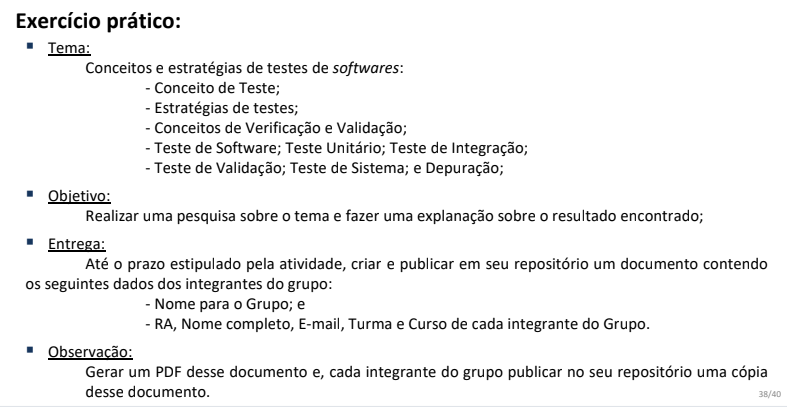 Exercício prático:
▪ Tema:
Conceitos e estratégias de testes de softwares:
- Conceito de Teste;
- Estratégias de testes;
- Conceitos de Verificação e Validação;
- Teste de Software; Teste Unitário; Teste de Integração;
- Teste de Validação; Teste de Sistema; e Depuração;
▪ Objetivo:
Realizar uma pesquisa sobre o tema e fazer uma explanação sobre o resultado encontrado;
▪ Entrega:
Até o prazo estipulado pela atividade, criar e publicar em seu repositório um documento contendo
os seguintes dados dos integrantes do grupo:
- Nome para o Grupo; e
- RA, Nome completo, E-mail, Turma e Curso de cada integrante do Grupo.
▪ Observação:
Gerar um PDF desse documento e, cada integrante do grupo publicar no seu repositório uma cópia
desse documento.
38/40